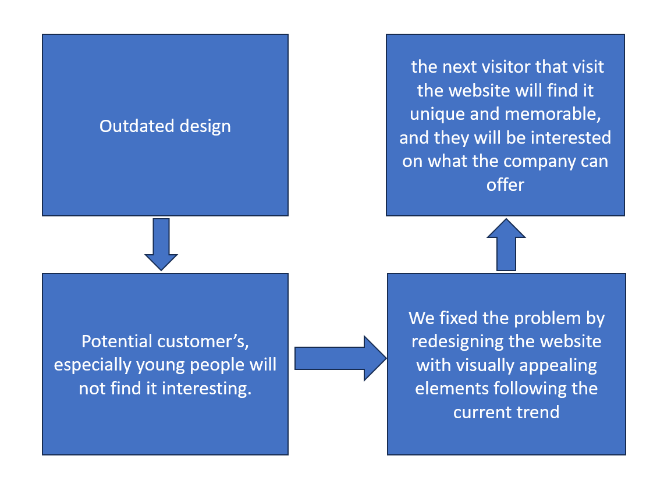 Outdated design
Potential customer's,
especially young people will
not find it interesting.
We fixed the problem by
redesigning the website
with visually appealing
elements following the
current trend
the next visitor that visit
the website will find it
unique and memorable,
and they will be interested
on what the company can
offer